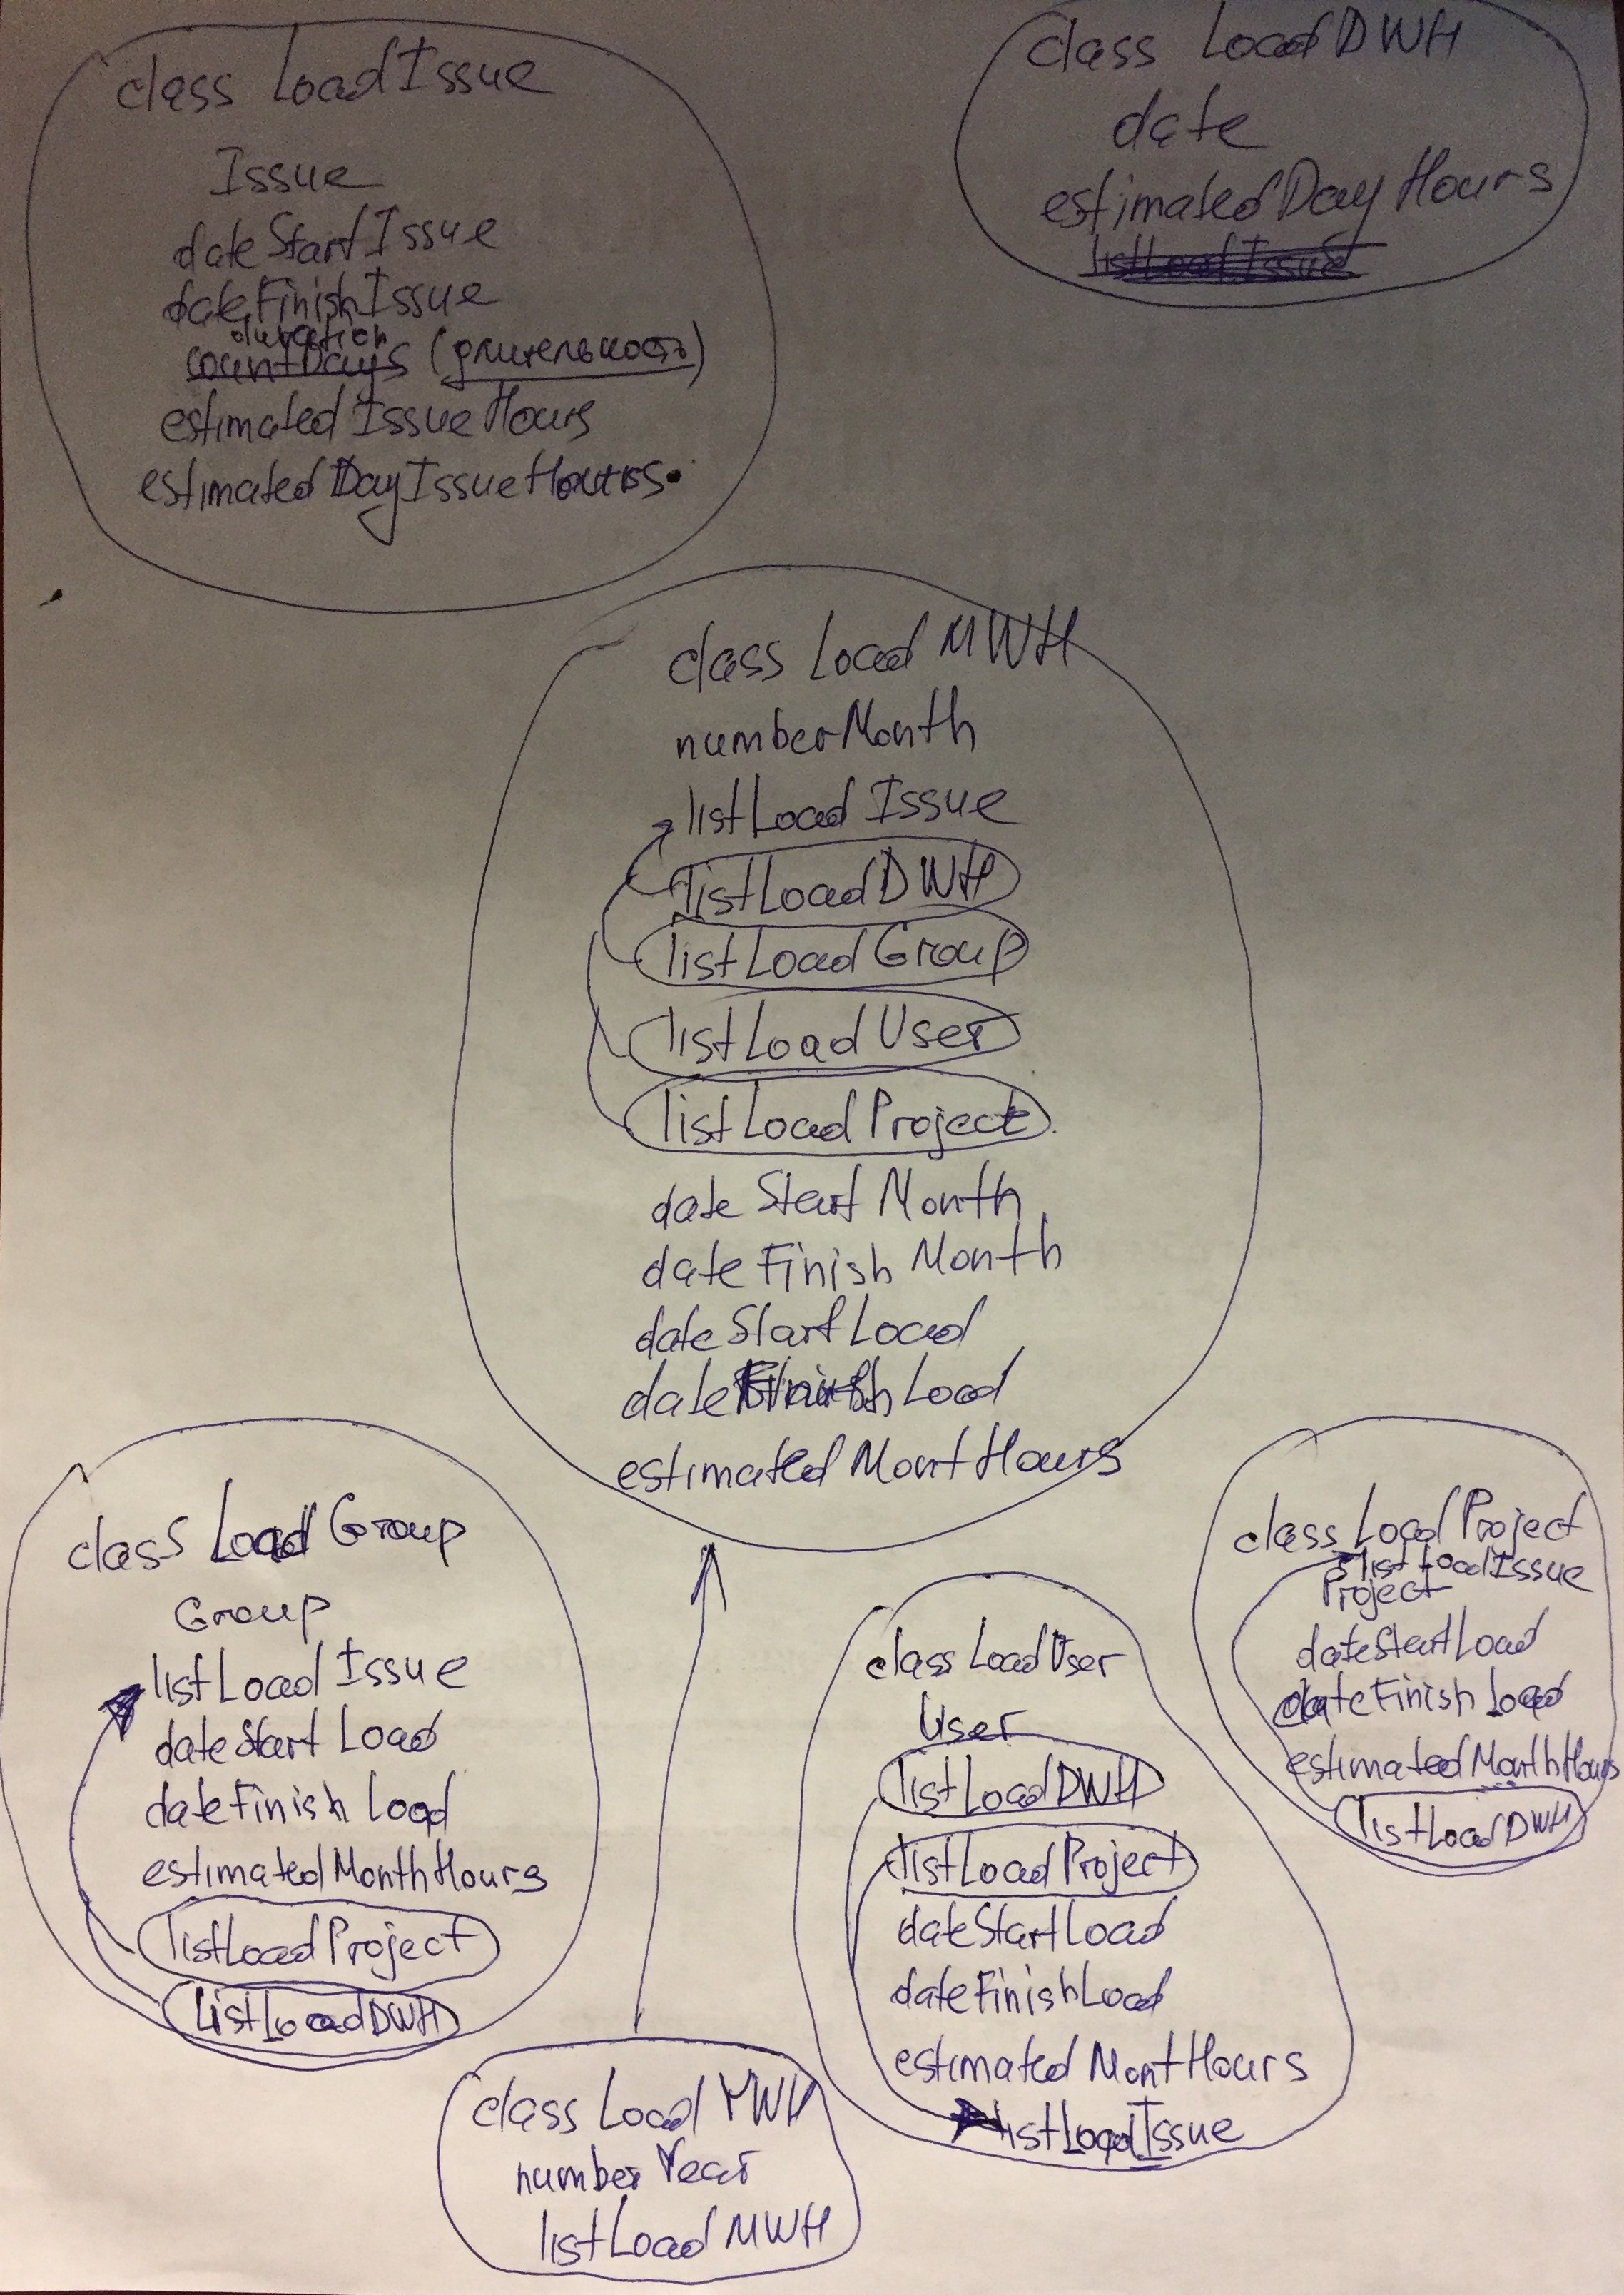 class LoadIssue
Issue
dateStartIssue
dateFinishIssue
duration
countDays (длительность)
estimatedIssueHours
estimatedDayIssueHours
class LoadDWH
date
estimatedDayHours
listLoadIssue
class LoadMWH
numberMonth
listLoadIssue
listLoadDWH
listLoadGroup
listLoadUser
listLoadProject
dateStartMonth
dateFinishMonth
dateStartLoad
dateFinishLoad
estimatedMontHours
class LoadGroup
Group
listLoadIssue
dateStartLoad
dateFinishLoad
estimatedMonthHours
listLoadProject
listLoadDWH
class LoadYWH
numberYear
listLoadMWH
class LoadUser
User
listLoadDWH
listLoadProject
dateStartLoad
dateFinishLoad
estimatedMontHours
listLoadIssue
class LoadProject
listLoadIssue
Project
dateStartLoad
dateFinishLoad
estimatedMonthHours
listLoadDWH